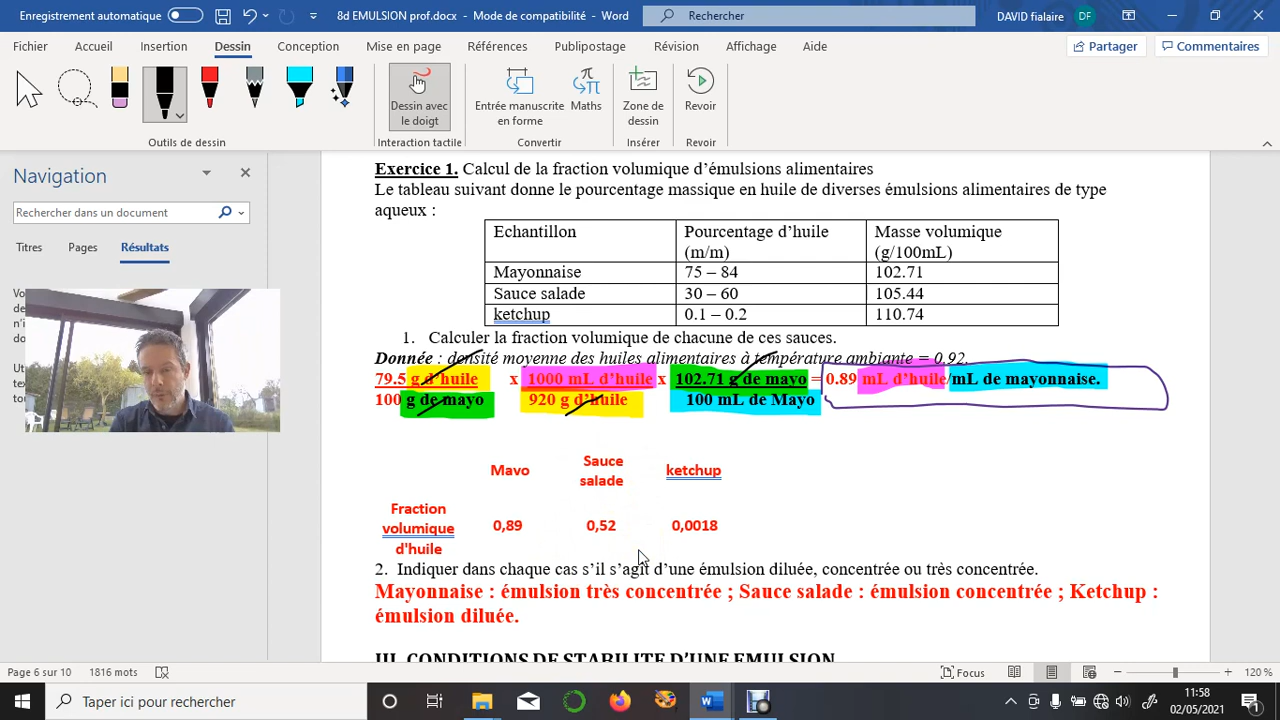 Enregistrement automatique
8d EMULSION prof.docx - Mode de compatibilité - Word
Rechercher
DAVID fialaire
DF
Fichier Accueil Insertion Dessin Conception Mise en page Références Publipostage Révision Affichage Aide
Partager
Commentaires
Dessin avec le doigt
Entrée manuscrite en forme
Maths
Zone de dessin
Revoir
Outils de dessin
Interaction tactile
Convertir
Insérer
Revoir
Navigation
Rechercher dans un document
Titres Pages Résultats
Exercice 1. Calcul de la fraction volumique d’émulsions alimentaires
Le tableau suivant donne le pourcentage massique en huile de diverses émulsions alimentaires de type
aqueux :
Echantillon Pourcentage d’huile (m/m) Masse volumique (g/100mL)
Mayonnaise 75 – 84 102.71
Sauce salade 30 – 60 105.44
ketchup 0.1 – 0.2 110.74
1. Calculer la fraction volumique de chacune de ces sauces.
Donnée : densité moyenne des huiles alimentaires à température ambiante = 0.92.
79.5 g d’huile x 1000 mL d’huile x 102.71 g de mayo = 0.89 mL d’huile/mL de mayonnaise.
100 g de mayo 920 g d’huile 100 mL de Mayo
Mayo Sauce salade ketchup
Fraction volumique d'huile 0,89 0,52 0,0018
2. Indiquer dans chaque cas s’il s’agit d’une émulsion diluée, concentrée ou très concentrée.
Mayonnaise : émulsion très concentrée ; Sauce salade : émulsion concentrée ; Ketchup :
émulsion diluée.
III. CONDITIONS DE STABILITE D’UNE EMULSION
Page 6 sur 10 1816 mots
Focus
120 %
Taper ici pour rechercher
11:58
02/05/2021